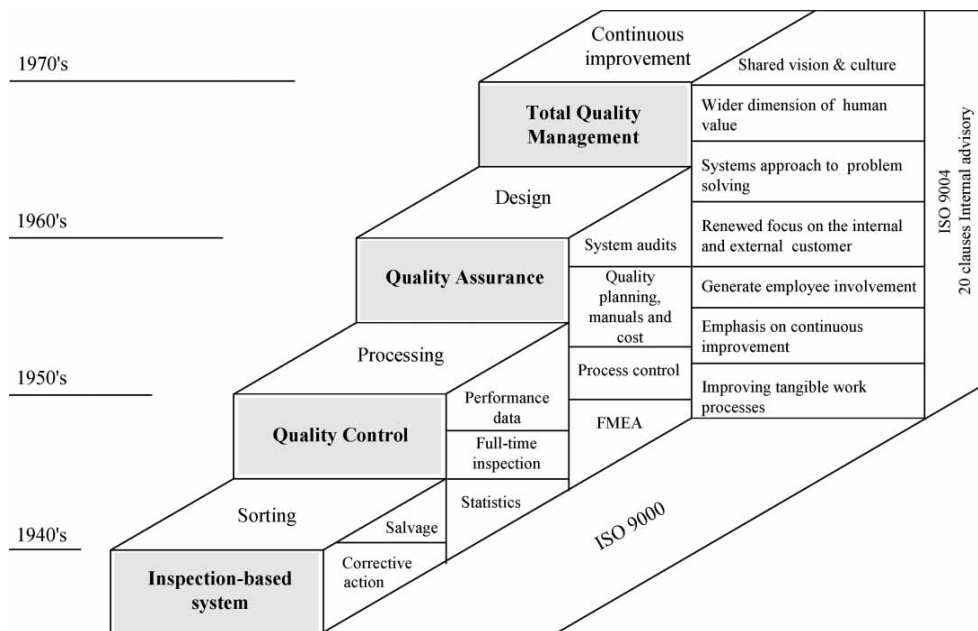 Continuous
improvement
1970's
Shared vision & culture
Total Quality
Management
Wider dimension of human
value
Systems approach to problem
solving
Design
1960's
Renewed focus on the internal
and external customer
System audits
Quality Assurance
Quality
planning,
manuals and
cost
Generate employee involvement
Emphasis on continuous
improvement
Processing
1950's
Process control
Improving tangible work
processes
Performance
data
FMEA
Quality Control
Full-time
inspection
Statistics
Sorting
1940's
Salvage
Corrective
action
Inspection-based
system
ISO 9000
ISO 9004
20 clauses Internal advisory